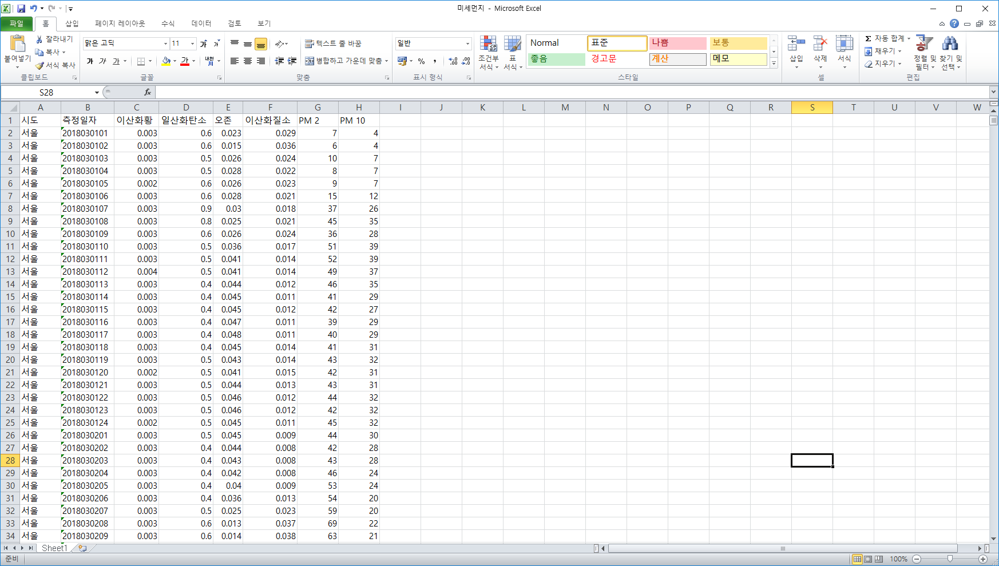 미세먼지 - Microsoft Excel
파일 홈 삽입 페이지 레이아웃 수식 데이터 검토 보기
붙여넣기 잘라내기 복사 서식 복사 클립보드
맑은 고딕 11 가 가 가 가 가 가 내천 글꼴
텍스트 줄 바꿈 병합하고 가운데 맞춤 맞춤
일반 % , .0 .00 .00 .0 표시 형식
조건부 서식 표 서식 Normal 표준 나쁨 보통 좋음 경고문 계산 메모 스타일
삽입 삭제 서식 셀
Σ 자동 합계 채우기 지우기 정렬 및 필터 찾기 및 선택 편집
S28 fx
A B C D E F G H I J K L M N O P Q R S T U V W
1 시도 측정일자 이산화황 일산화탄소 오존 이산화질소 PM 2 PM 10
2 서울 2018030101 0.003 0.6 0.023 0.029 7 4
3 서울 2018030102 0.003 0.6 0.015 0.036 6 4
4 서울 2018030103 0.003 0.5 0.026 0.024 10 7
5 서울 2018030104 0.003 0.5 0.028 0.022 8 7
6 서울 2018030105 0.002 0.6 0.026 0.023 9 7
7 서울 2018030106 0.003 0.6 0.028 0.021 15 12
8 서울 2018030107 0.003 0.9 0.03 0.018 37 26
9 서울 2018030108 0.003 0.8 0.025 0.021 45 35
10 서울 2018030109 0.003 0.6 0.026 0.024 36 28
11 서울 2018030110 0.003 0.5 0.036 0.017 51 39
12 서울 2018030111 0.003 0.5 0.041 0.014 52 39
13 서울 2018030112 0.004 0.5 0.041 0.014 49 37
14 서울 2018030113 0.003 0.4 0.044 0.012 46 35
15 서울 2018030114 0.003 0.4 0.045 0.011 41 29
16 서울 2018030115 0.003 0.4 0.045 0.012 42 27
17 서울 2018030116 0.003 0.4 0.047 0.011 39 29
18 서울 2018030117 0.003 0.4 0.048 0.011 40 29
19 서울 2018030118 0.003 0.4 0.045 0.014 41 31
20 서울 2018030119 0.003 0.5 0.043 0.014 43 32
21 서울 2018030120 0.002 0.5 0.041 0.015 42 31
22 서울 2018030121 0.003 0.5 0.044 0.013 43 31
23 서울 2018030122 0.003 0.5 0.046 0.012 44 32
24 서울 2018030123 0.003 0.5 0.046 0.012 42 32
25 서울 2018030124 0.002 0.5 0.045 0.011 45 32
26 서울 2018030201 0.003 0.5 0.045 0.009 44 30
27 서울 2018030202 0.003 0.4 0.044 0.008 42 28
28 서울 2018030203 0.003 0.4 0.043 0.008 43 28
29 서울 2018030204 0.003 0.4 0.042 0.008 46 24
30 서울 2018030205 0.003 0.4 0.04 0.009 53 24
31 서울 2018030206 0.003 0.4 0.036 0.013 54 20
32 서울 2018030207 0.003 0.5 0.025 0.023 59 20
33 서울 2018030208 0.003 0.6 0.013 0.037 69 22
34 서울 2018030209 0.003 0.6 0.014 0.038 63 21
Sheet1
준비 100%